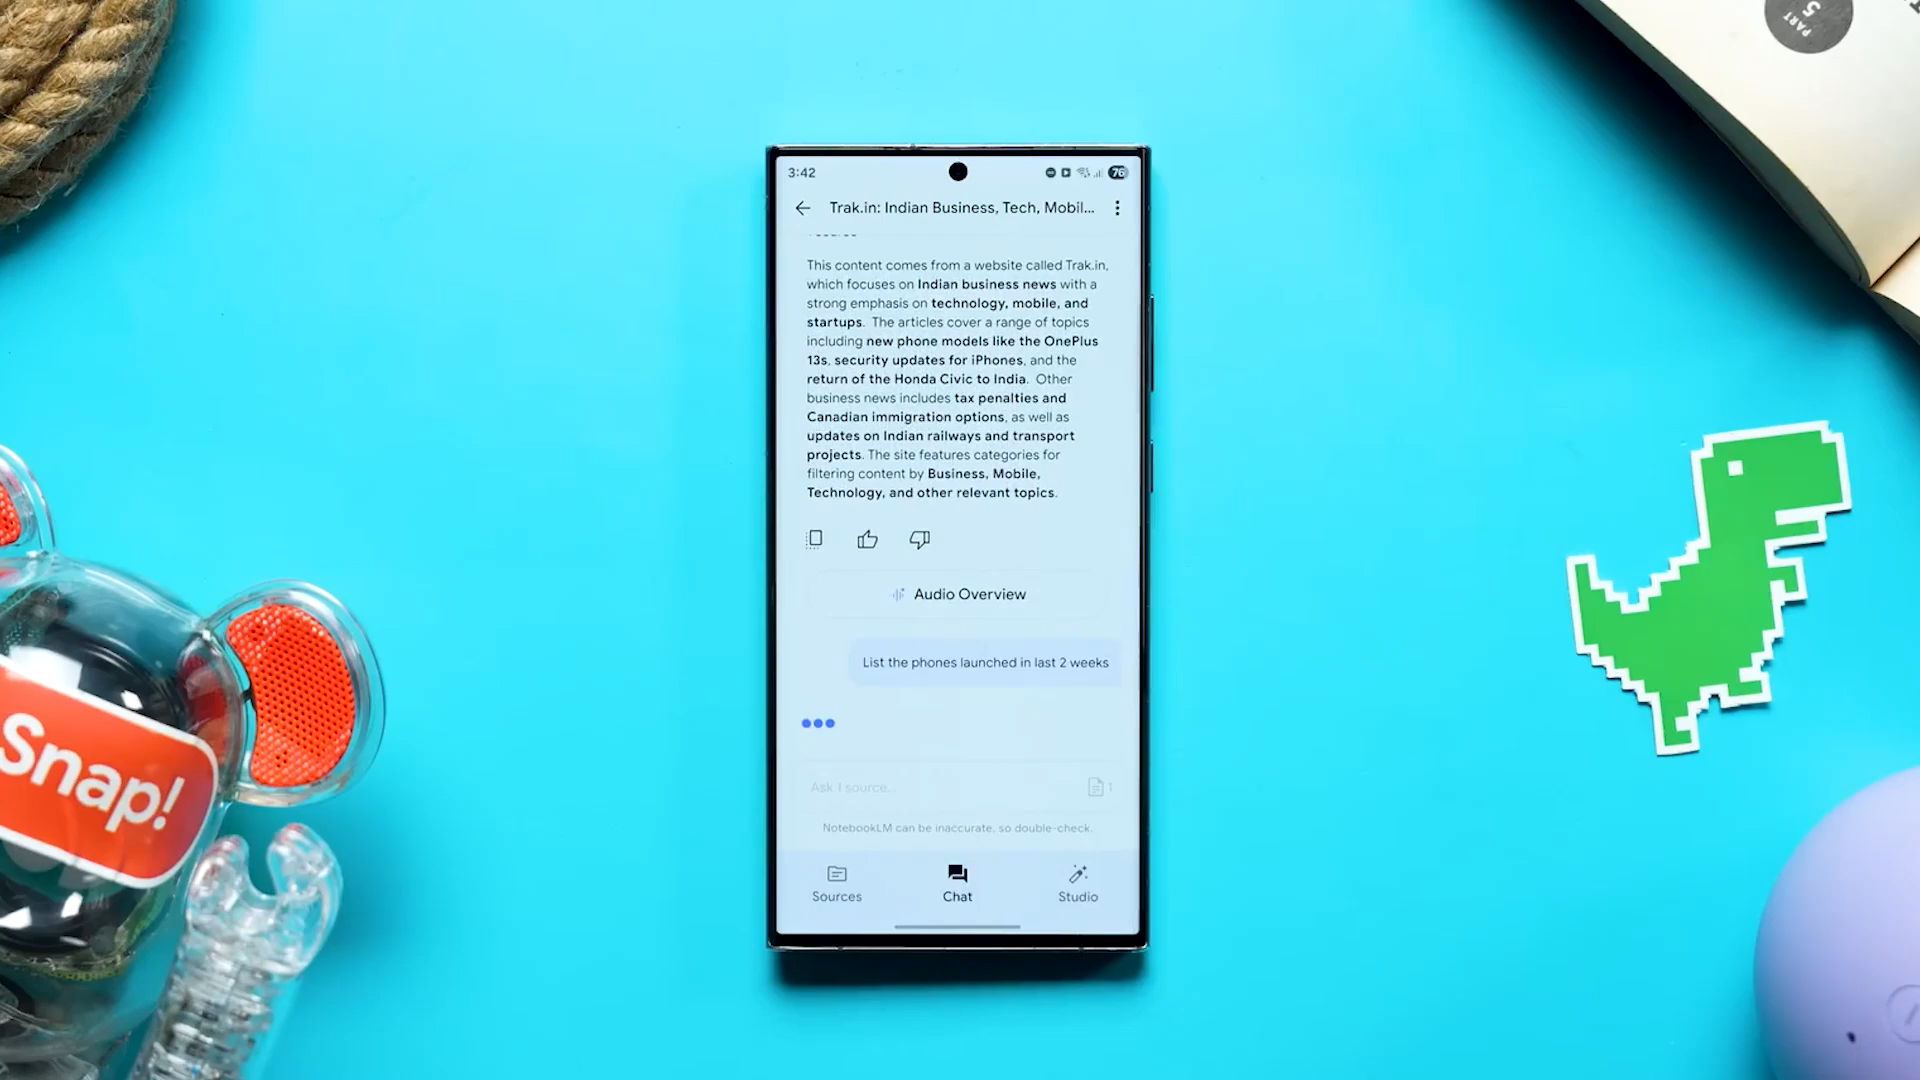 PART
5
3:42
76
Trak.in: Indian Business, Tech, Mobil...
This content comes from a website called Trak.in,
which focuses on Indian business news with a
strong emphasis on technology, mobile, and
startups. The articles cover a range of topics
including new phone models like the OnePlus
13s, security updates for iPhones, and the
return of the Honda Civic to India. Other
business news includes tax penalties and
Canadian immigration options, as well as
updates on Indian railways and transport
projects. The site features categories for
filtering content by Business, Mobile,
Technology, and other relevant topics.
Audio Overview
List the phones launched in last 2 weeks
Ask 1 source...
1
NotebookLM can be inaccurate, so double-check.
Sources
Chat
Studio
Snap!